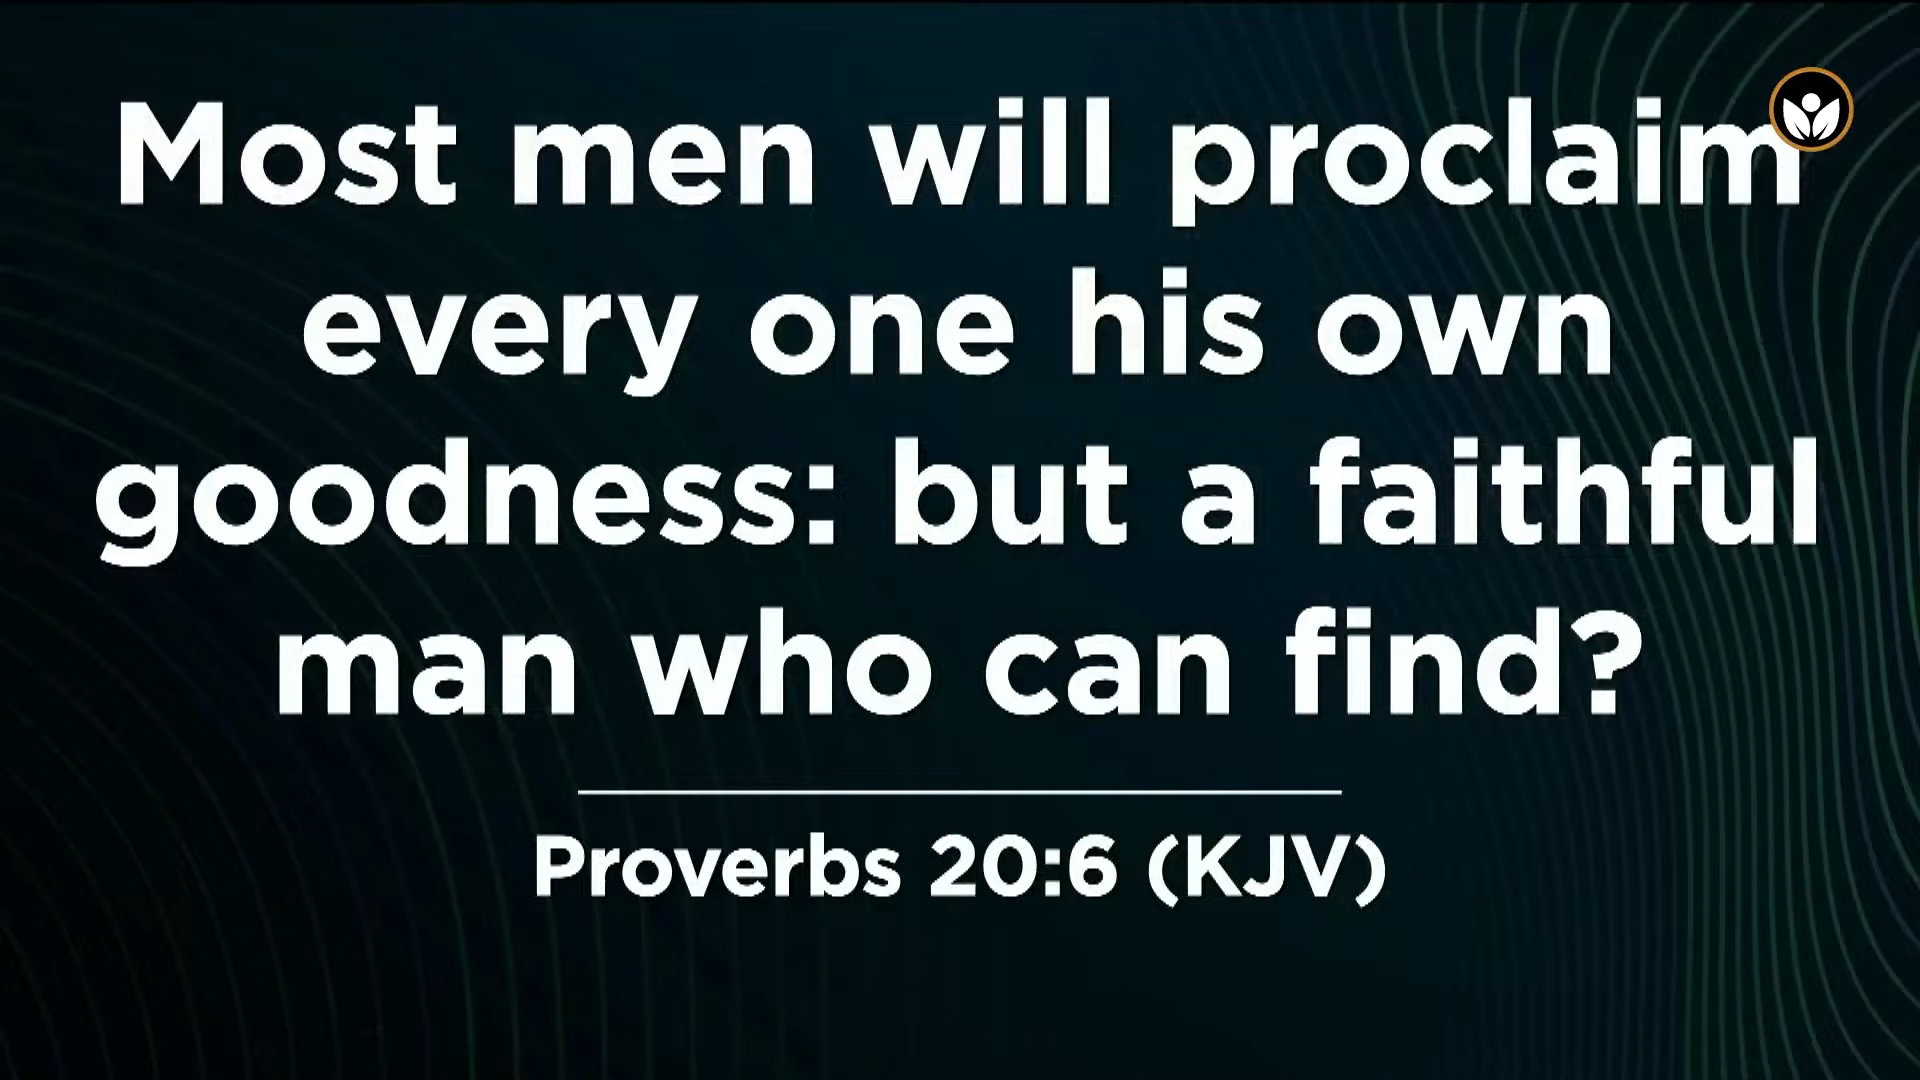 Most men will proclaim
every one his own
goodness: but a faithful
man who can find?
Proverbs 20:6 (KJV)